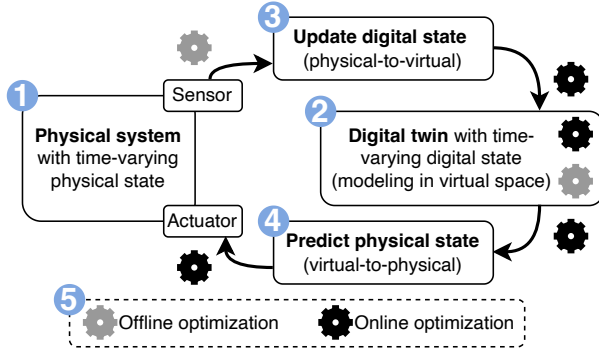 3
Update digital state
(physical-to-virtual)
1
Sensor
Physical system
with time-varying
physical state
Actuator
2
Digital twin with time-
varying digital state
(modeling in virtual space)
4
Predict physical state
(virtual-to-physical)
5
Offline optimization
Online optimization